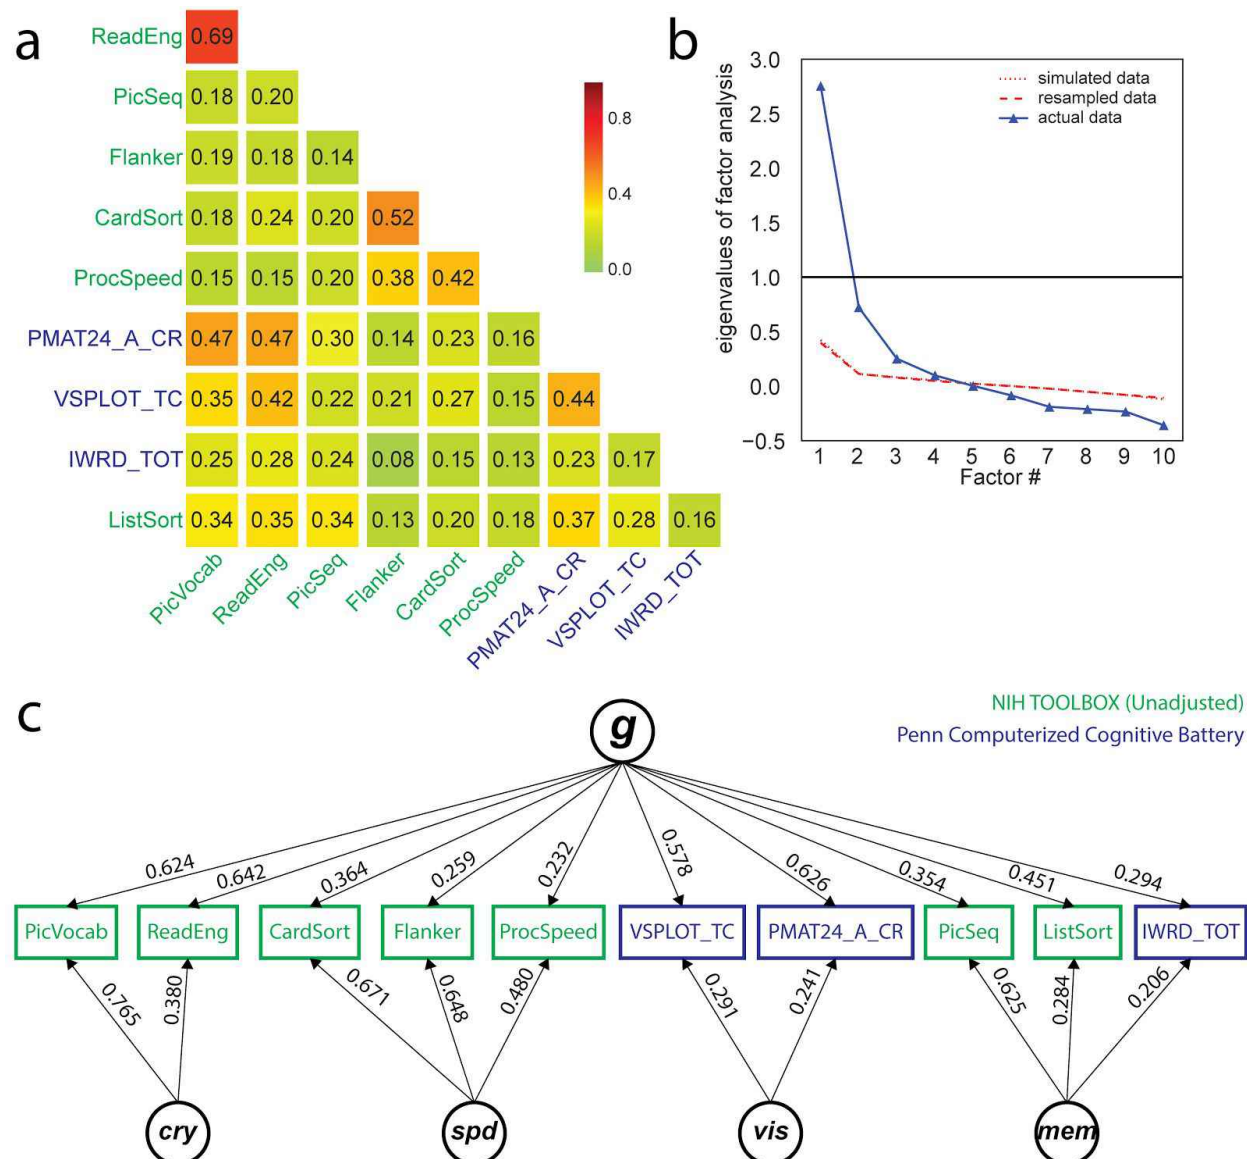 a
ReadEng 0.69
PicSeq 0.18 0.20
Flanker 0.19 0.18 0.14
CardSort 0.18 0.24 0.20 0.52
ProcSpeed 0.15 0.15 0.20 0.38 0.42
PMAT24_A_CR 0.47 0.47 0.30 0.14 0.23 0.16
VSPLOT_TC 0.35 0.42 0.22 0.21 0.27 0.15 0.44
IWRD_TOT 0.25 0.28 0.24 0.08 0.15 0.13 0.23 0.17
ListSort 0.34 0.35 0.34 0.13 0.20 0.18 0.37 0.28 0.16
PicVocab ReadEng PicSeq Flanker CardSort ProcSpeed PMAT24_A_CR VSPLOT_TC IWRD_TOT
0.8
0.4
0.0
b
eigenvalues of factor analysis
3.0
2.5
2.0
1.5
1.0
0.5
0.0
−0.5
simulated data
resampled data
actual data
1 2 3 4 5 6 7 8 9 10
Factor #
c
NIH TOOLBOX (Unadjusted)
Penn Computerized Cognitive Battery
g
0.624 0.642 0.364 0.259 0.232 0.578 0.626 0.354 0.451 0.294
PicVocab ReadEng CardSort Flanker ProcSpeed VSPLOT_TC PMAT24_A_CR PicSeq ListSort IWRD_TOT
0.765 0.380 0.671 0.648 0.480 0.291 0.241 0.625 0.284 0.206
cry spd vis mem